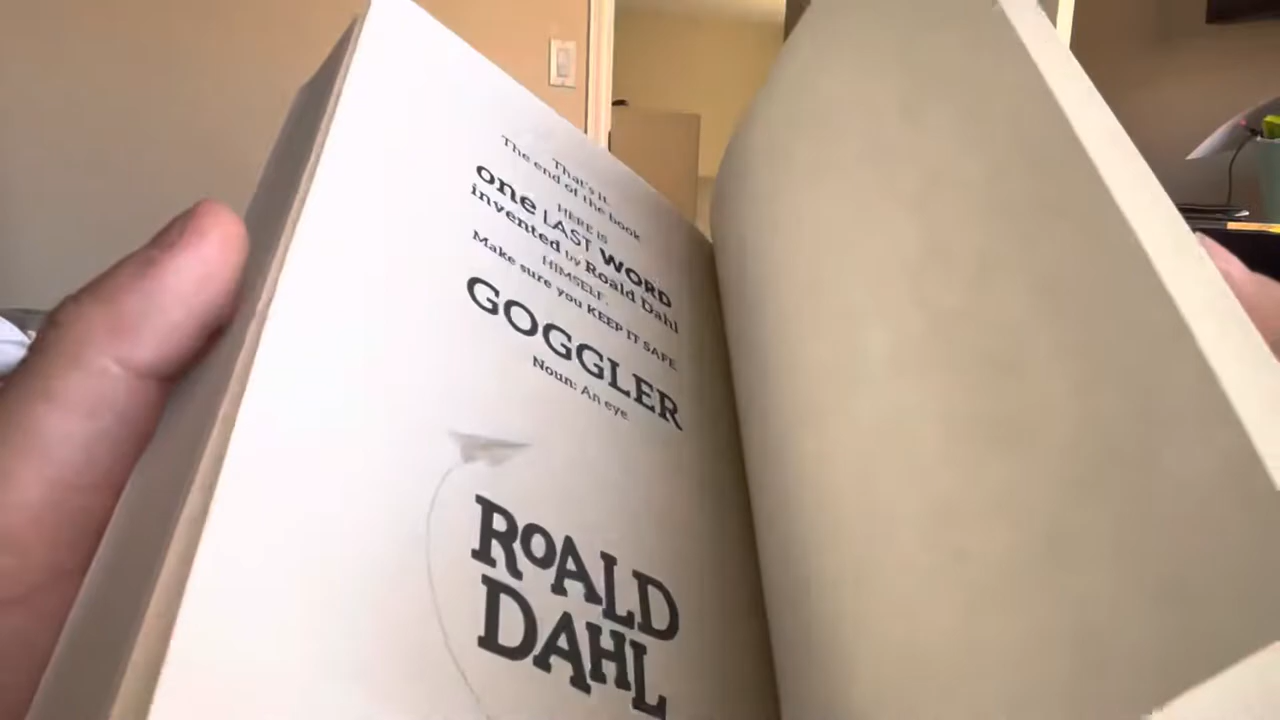 That's it.
The end of the book
HERE IS
one LAST WORD
invented by Roald Dahl
HIMSELF.
Make sure you KEEP IT SAFE
GOGGLER
Noun: An eye.
ROALD
DAHL